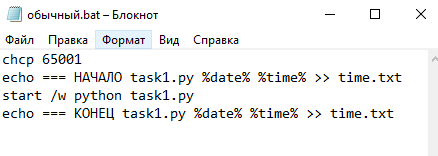 обычный.bat – Блокнот
Файл Правка Формат Вид Справка
chcp 65001
echo === НАЧАЛО task1.py %date% %time% >> time.txt
start /w python task1.py
echo === КОНЕЦ task1.py %date% %time% >> time.txt